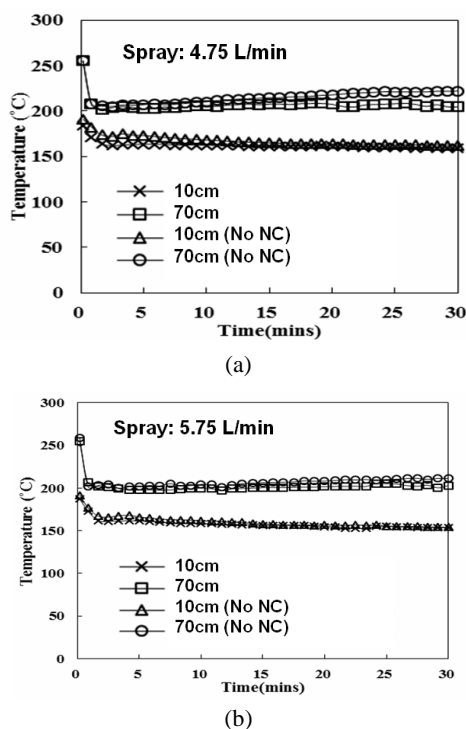 300
250
200
150
100
50
0
Temperature (°C)
Spray: 4.75 L/min
10cm
70cm
10cm (No NC)
70cm (No NC)
0 5 10 15 20 25 30
Time(mins)
(a)
300
250
200
150
100
50
0
Temperature (°C)
Spray: 5.75 L/min
10cm
70cm
10cm (No NC)
70cm (No NC)
0 5 10 15 20 25 30
Time(mins)
(b)